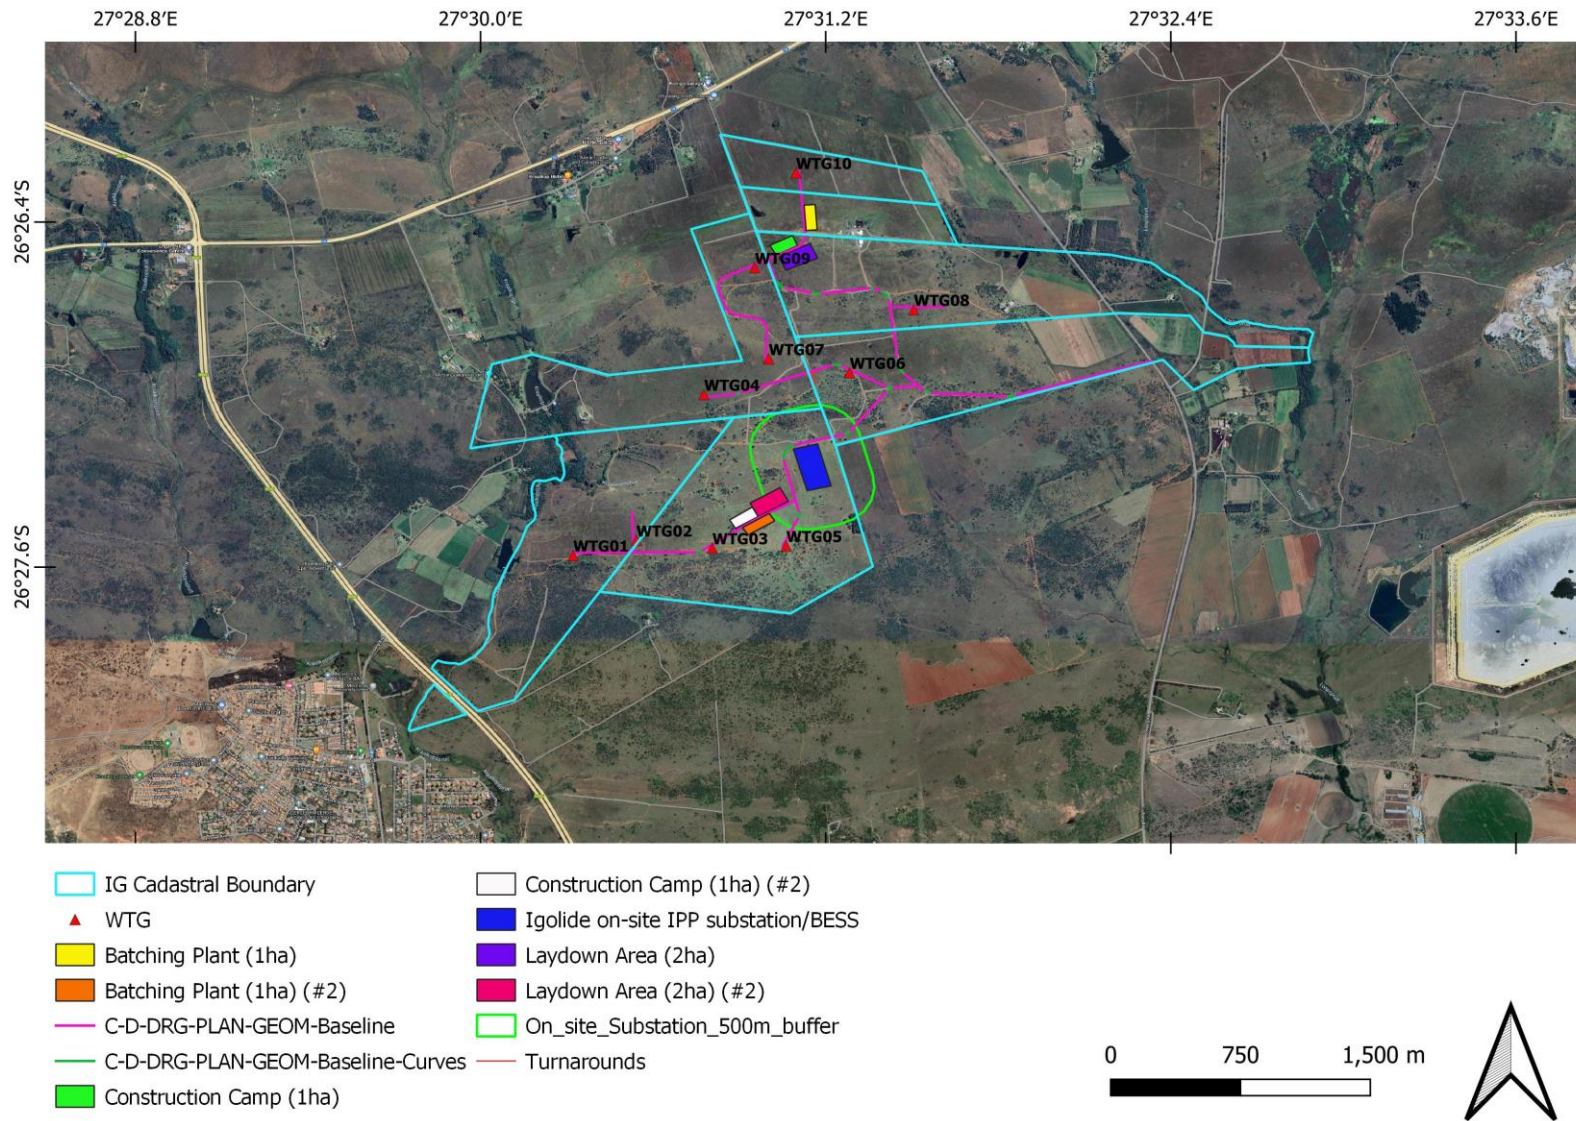 27°28.8′E 27°30.0′E 27°31.2′E 27°32.4′E 27°33.6′E
26°26.4′S
26°27.6′S
WTG10
WTG09
WTG08
WTG07
WTG06
WTG04
WTG02
WTG01
WTG03
WTG05
IG Cadastral Boundary
WTG
Batching Plant (1ha)
Batching Plant (1ha) (#2)
C-D-DRG-PLAN-GEOM-Baseline
C-D-DRG-PLAN-GEOM-Baseline-Curves
Construction Camp (1ha)
Construction Camp (1ha) (#2)
Igolide on-site IPP substation/BESS
Laydown Area (2ha)
Laydown Area (2ha) (#2)
On_site_Substation_500m_buffer
Turnarounds
0 750 1,500 m